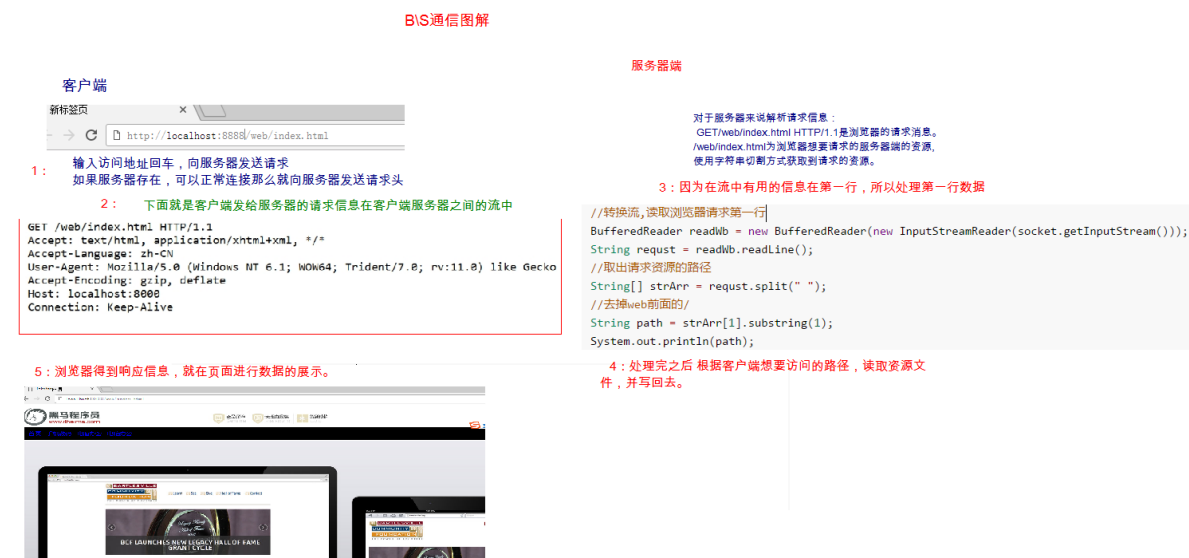 B\S通信图解
客户端
新标签页
http://localhost:8888/web/index.html
1：
输入访问地址回车，向服务器发送请求
如果服务器存在，可以正常连接那么就向服务器发送请求头
2：
下面就是客户端发给服务器的请求信息在客户端服务器之间的流中
GET /web/index.html HTTP/1.1
Accept: text/html, application/xhtml+xml, */*
Accept-Language: zh-CN
User-Agent: Mozilla/5.0 (Windows NT 6.1; WOW64; Trident/7.0; rv:11.0) like Gecko
Accept-Encoding: gzip, deflate
Host: localhost:8000
Connection: Keep-Alive
服务器端
对于服务器来说解析请求信息：
GET/web/index.html HTTP/1.1是浏览器的请求消息。
/web/index.html为浏览器想要请求的服务器端的资源,
使用字符串切割方式获取到请求的资源。
3：因为在流中有用的信息在第一行，所以处理第一行数据
//转换流,读取浏览器请求第一行
BufferedReader readWb = new BufferedReader(new InputStreamReader(socket.getInputStream()));
String requst = readWb.readLine();
//取出请求资源的路径
String[] strArr = requst.split(" ");
//去掉web前面的/
String path = strArr[1].substring(1);
System.out.println(path);
4：处理完之后 根据客户端想要访问的路径，读取资源文
件，并写回去。
5：浏览器得到响应信息，就在页面进行数据的展示。
黑马程序员
BCF LAUNCHES NEW LEGACY HALL OF FAME
GRANT CYCLE